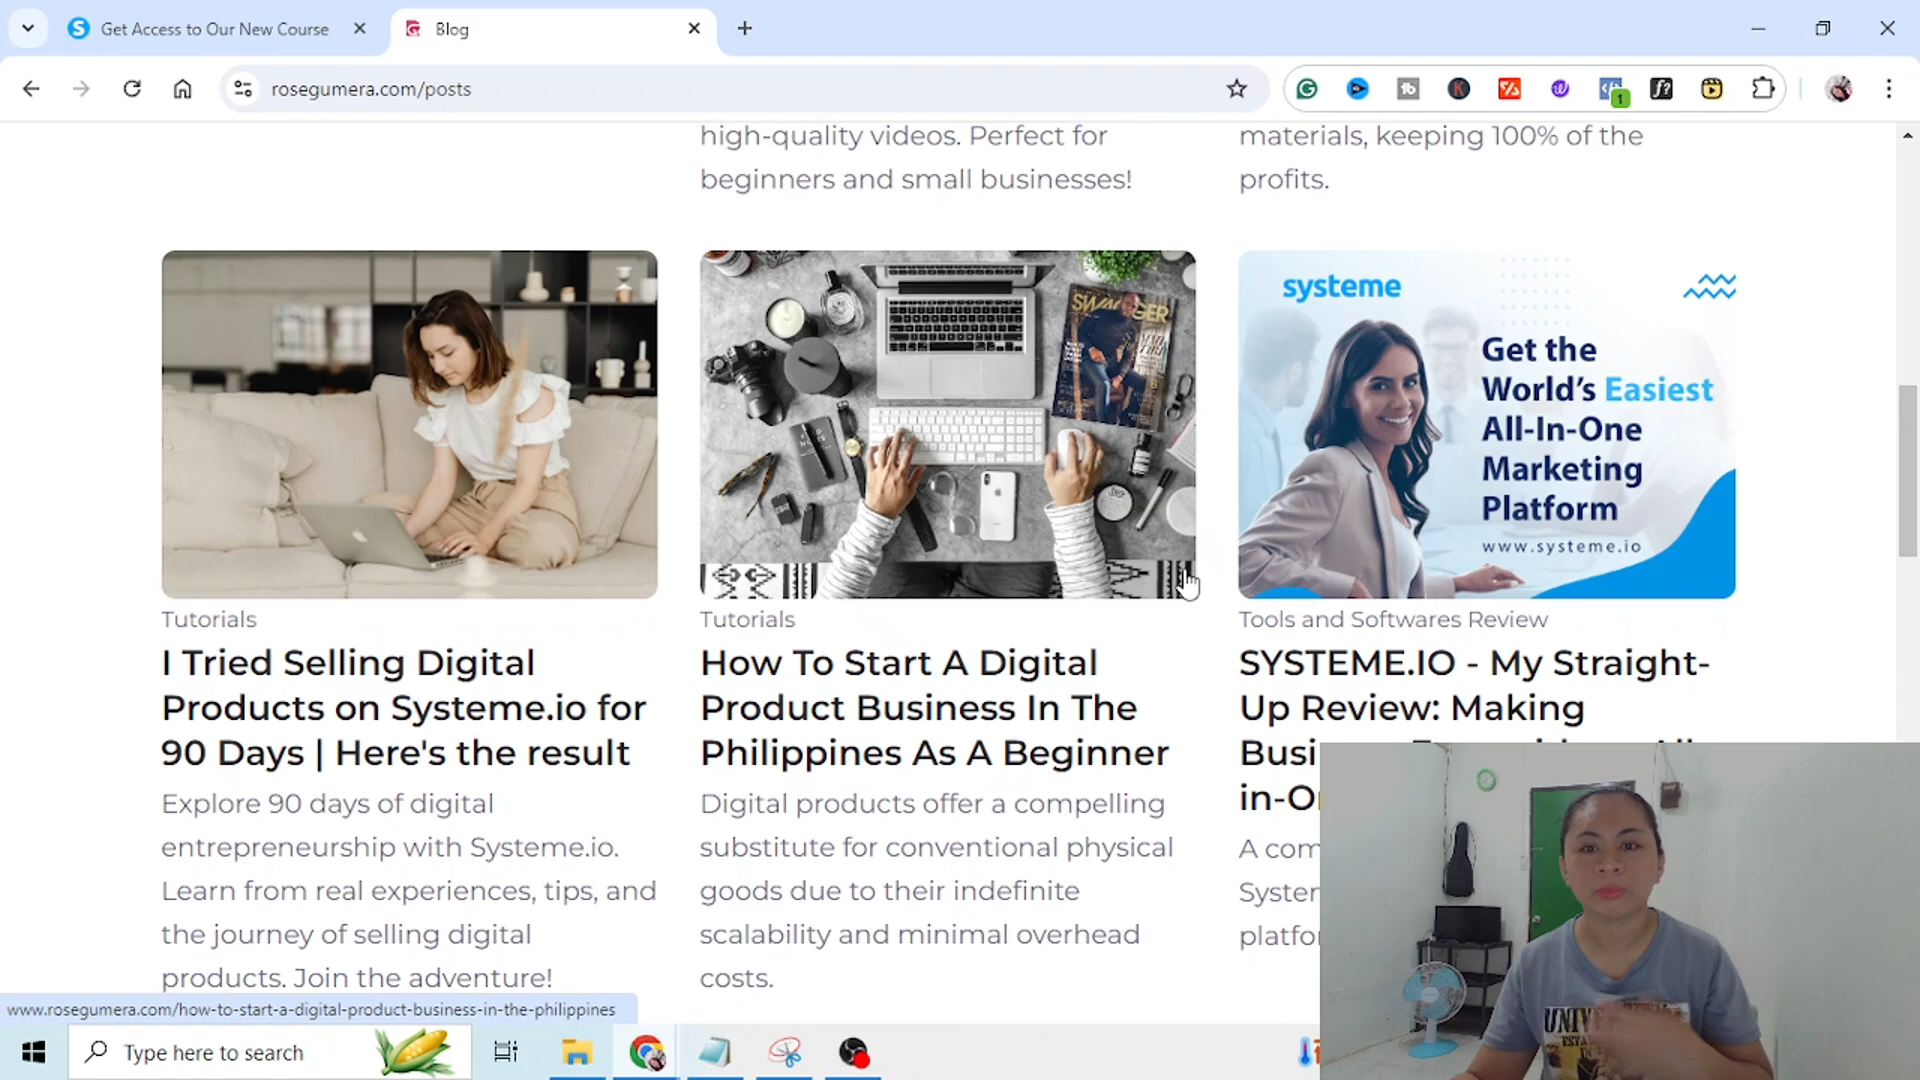 Get Access to Our New Course
Blog
rosegumera.com/posts
1
high-quality videos. Perfect for
beginners and small businesses!
materials, keeping 100% of the
profits.
SWAGGER
systeme
Get the
World's Easiest
All-In-One
Marketing
Platform
www.systeme.io
Tutorials
I Tried Selling Digital
Products on Systeme.io for
90 Days | Here's the result
Explore 90 days of digital
entrepreneurship with Systeme.io.
Learn from real experiences, tips, and
the journey of selling digital
products. Join the adventure!
Tutorials
How To Start A Digital
Product Business In The
Philippines As A Beginner
Digital products offer a compelling
substitute for conventional physical
goods due to their indefinite
scalability and minimal overhead
costs.
Tools and Softwares Review
SYSTEME.IO - My Straight-
Up Review: Making
Busi
in-O
A com
System
platfo
www.rosegumera.com/how-to-start-a-digital-product-business-in-the-philippines
Type here to search